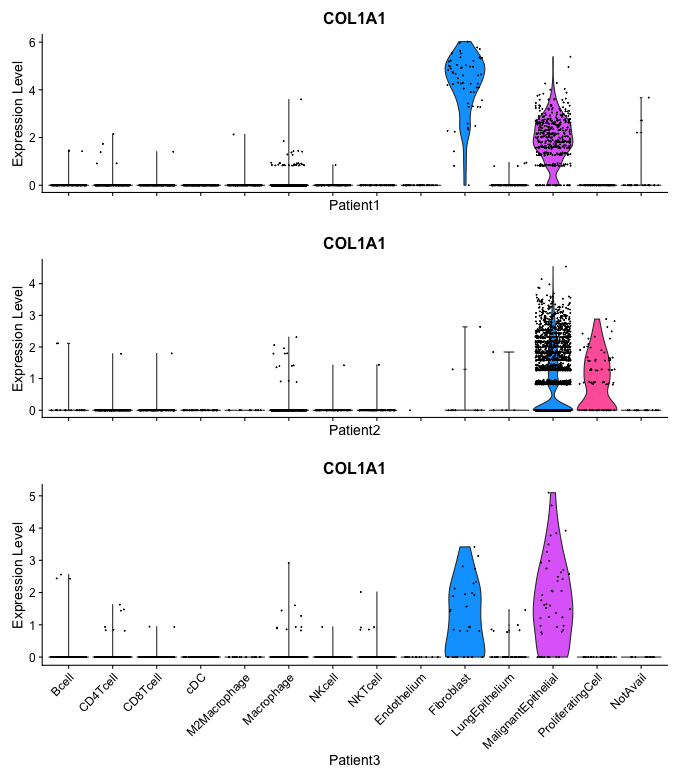 COL1A1
Expression Level
6
4
2
0
Patient1
COL1A1
Expression Level
4
3
2
1
0
Patient2
COL1A1
Expression Level
5
4
3
2
1
0
Bcell
CD4Tcell
CD8Tcell
cDC
M2Macrophage
Macrophage
NKcell
NKTcell
Endothelium
Fibroblast
LungEpithelium
MalignantEpithelial
ProliferatingCell
NotAvail
Patient3